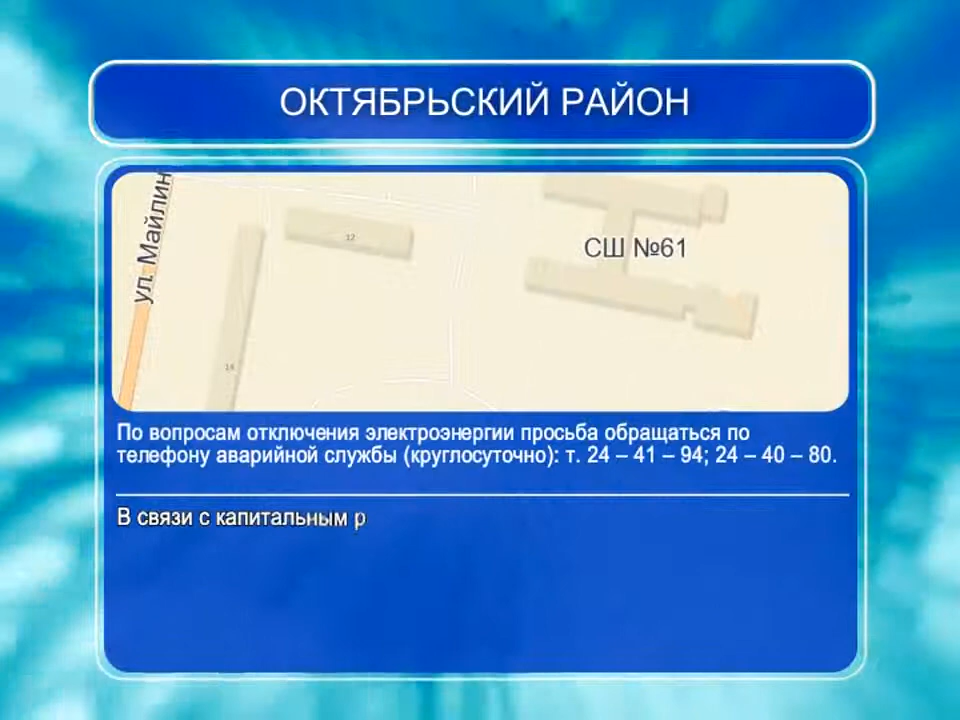 ОКТЯБРЬСКИЙ РАЙОН
ул. Майлин
12
СШ №61
14
По вопросам отключения электроэнергии просьба обращаться по
телефону аварийной службы (круглосуточно): т. 24 – 41 – 94; 24 – 40 – 80.
В связи с капитальным р